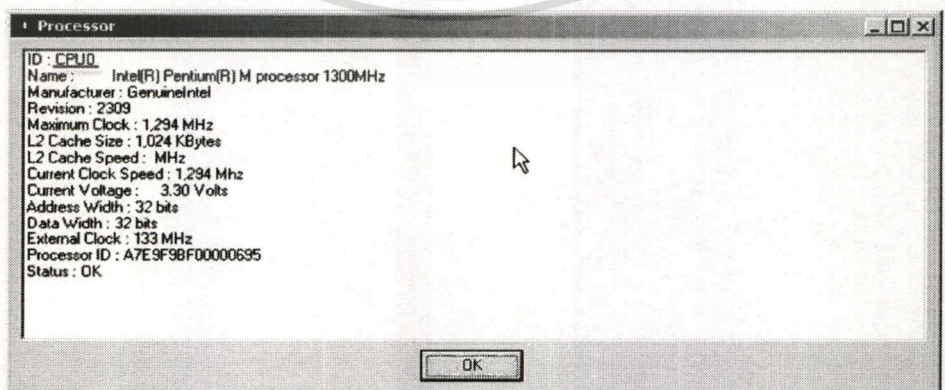 Processor
ID : CPU0
Name : Intel(R) Pentium(R) M processor 1300MHz
Manufacturer : GenuineIntel
Revision : 2309
Maximum Clock : 1,294 MHz
L2 Cache Size : 1,024 KBytes
L2 Cache Speed : MHz
Current Clock Speed : 1,294 Mhz
Current Voltage : 3.30 Volts
Address Width : 32 bits
Data Width : 32 bits
External Clock : 133 MHz
Processor ID : A7E9F9BF00000695
Status : OK
OK